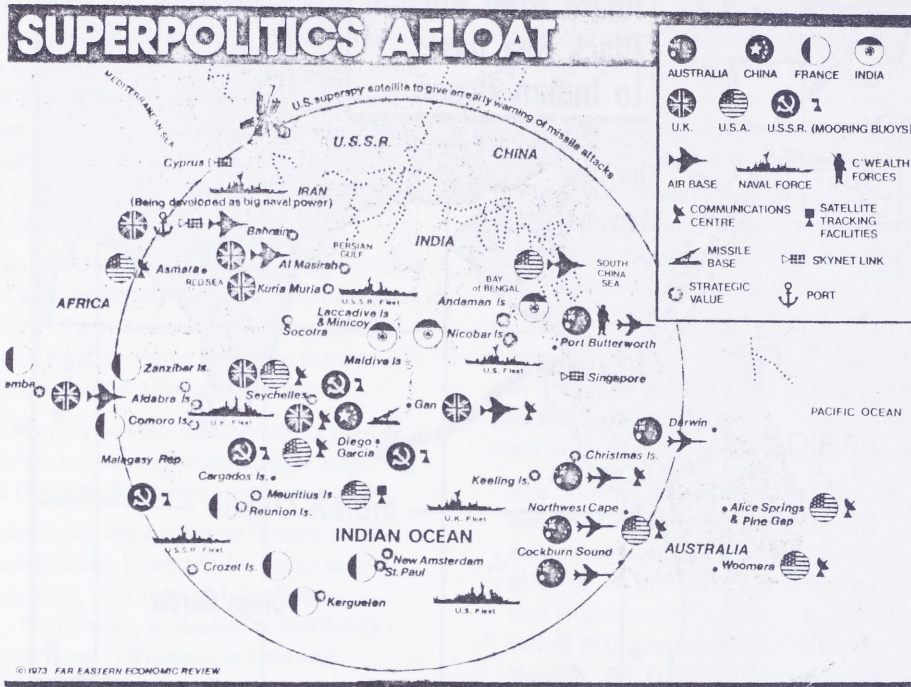 SUPERPOLITICS AFLOAT
MEDITERRANEAN SEA
U.S. superspy satellite to give an early warning of missile attacks
U.S.S.R.
CHINA
Cyprus
IRAN
(Being developed as big naval power)
Bahrain
PERSIAN
GULF
INDIA
Asmara
RED SEA
Al Masirah
Kuria Muria
U.S.S.R. Fleet
BAY
of BENGAL
SOUTH
CHINA
SEA
AFRICA
Socotra
Laccadive Is
& Minicoy
Andaman Is.
Nicobar Is.
U.S. Fleet
Port Butterworth
Maldive Is.
Zanzibar Is.
Seychelles
Gan
Singapore
PACIFIC OCEAN
emba
Aldabra Is.
Comoro Is.
U.K. Fleet
Diego
Garcia
Darwin
Malagasy Rep.
Cargados Is.
Christmas Is.
Keeling Is.
Mauritius Is.
Reunion Is.
U.K. Fleet
Northwest Cape
Alice Springs
& Pine Gap
U.S.S.R. Fleet
INDIAN OCEAN
Cockburn Sound
AUSTRALIA
Woomera
Crozet Is.
New Amsterdam
St. Paul
Kerguelen
U.S. Fleet
(c) 1973 FAR EASTERN ECONOMIC REVIEW
AUSTRALIA
CHINA
FRANCE
INDIA
U.K.
U.S.A.
U.S.S.R. (MOORING BUOYS)
AIR BASE
NAVAL FORCE
C'WEALTH
FORCES
COMMUNICATIONS
CENTRE
SATELLITE
TRACKING
FACILITIES
MISSILE
BASE
SKYNET LINK
STRATEGIC
VALUE
PORT